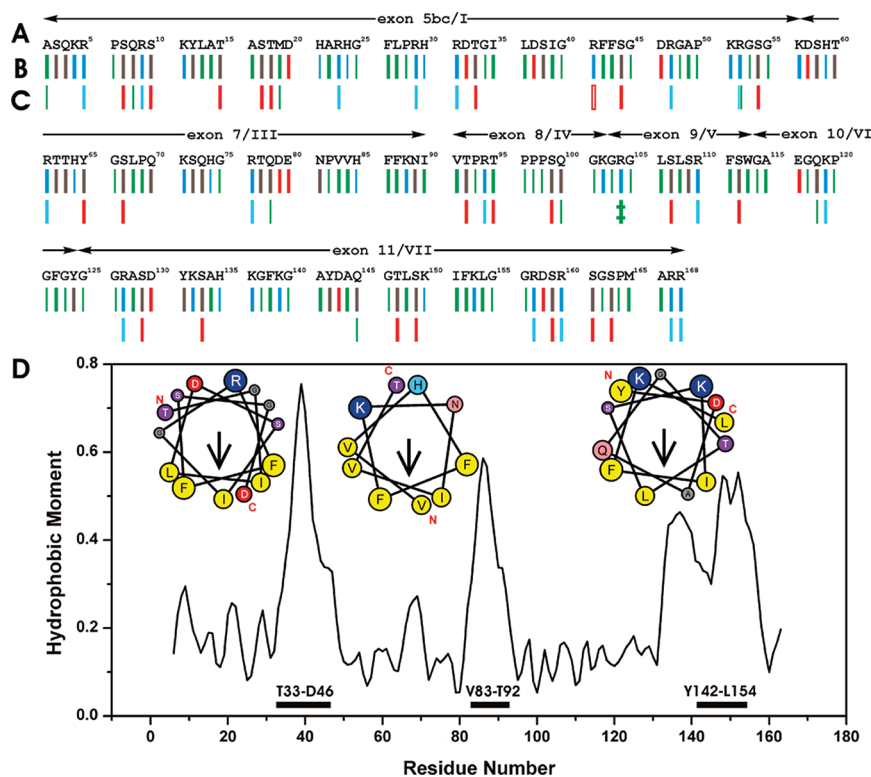 exon 5bc/I
A ASQKR⁵ PSQRS¹⁰ KYLAT¹⁵ ASTMD²⁰ HARHG²⁵ FLPRH³⁰ RDTGI³⁵ LDSIG⁴⁰ RFFSG⁴⁵ DRGAP⁵⁰ KRGSG⁵⁵ KDSHT⁶⁰
B
C
exon 7/III exon 8/IV exon 9/V exon 10/VI
RTTHY⁶⁵ GSLPQ⁷⁰ KSQHG⁷⁵ RTQDE⁸⁰ NPVVH⁸⁵ FFKNI⁹⁰ VTPRT⁹⁵ PPPSQ¹⁰⁰ GKGRG¹⁰⁵ LSLSR¹¹⁰ FSWGA¹¹⁵ EGQKP¹²⁰
exon 11/VII
GFGYG¹²⁵ GRASD¹³⁰ YKSAH¹³⁵ KGFKG¹⁴⁰ AYDAQ¹⁴⁵ GTLSK¹⁵⁰ IFKLG¹⁵⁵ GRDSR¹⁶⁰ SGSPM¹⁶⁵ ARR¹⁶⁸
D
Hydrophobic Moment
0.8
0.6
0.4
0.2
0.0
N T S D R G G S G L F I I F D C
C T H K N V V F F I V N
N Y K G K D C S L T Q F L I A
T33-D46 V83-T92 Y142-L154
0 20 40 60 80 100 120 140 160 180
Residue Number